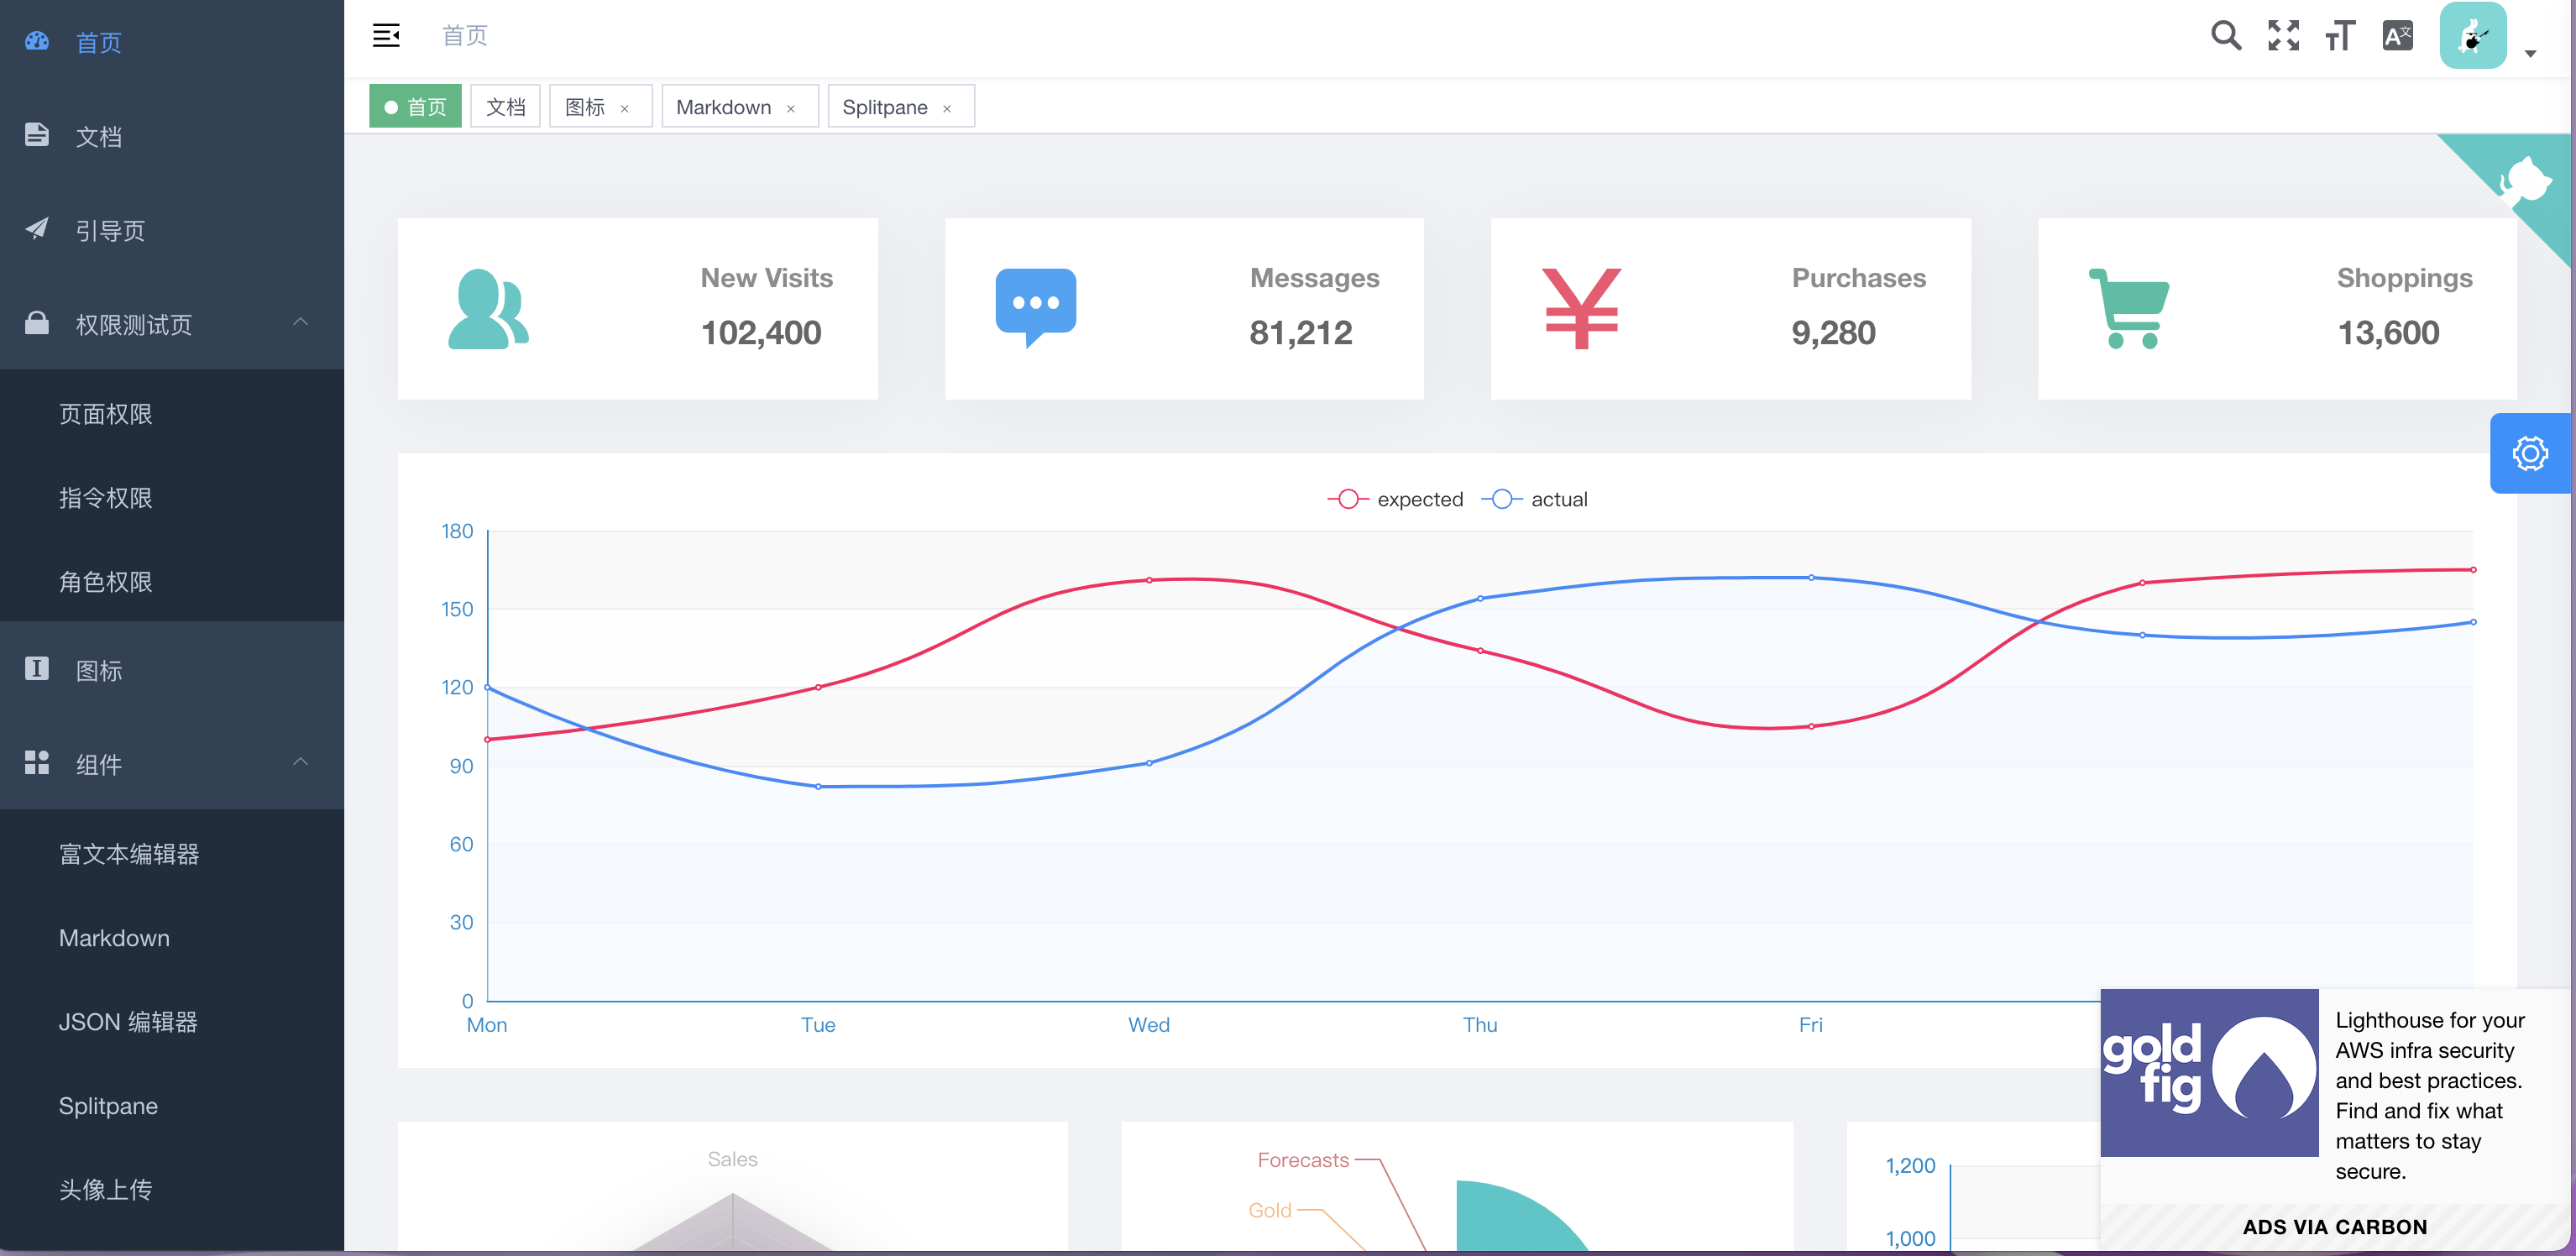 首页
文档
引导页
权限测试页
页面权限
指令权限
角色权限
图标
组件
富文本编辑器
Markdown
JSON 编辑器
Splitpane
头像上传
首页
首页
文档
图标 ×
Markdown ×
Splitpane ×
New Visits
102,400
Messages
81,212
Purchases
9,280
Shoppings
13,600
expected
actual
180
150
120
90
60
30
0
Mon
Tue
Wed
Thu
Fri
Sales
Forecasts
Gold
1,200
1,000
gold
fig
Lighthouse for your
AWS infra security
and best practices.
Find and fix what
matters to stay
secure.
ADS VIA CARBON